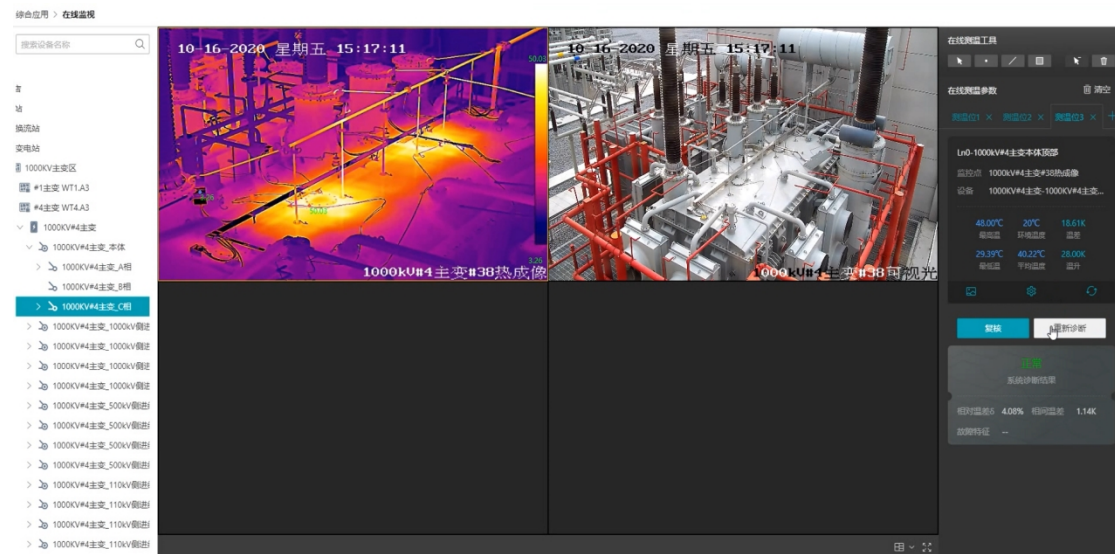 综合应用 > 在线监视
搜索设备名称
站
换流站
变电站
1000KV主变区
#1主变 WT1.A3
#4主变 WT4.A3
1000KV#4主变
1000KV#4主变_本体
1000KV#4主变_A相
1000KV#4主变_B相
1000KV#4主变_C相
1000KV#4主变_1000kV侧进
1000KV#4主变_1000kV侧进
1000KV#4主变_1000kV侧进
1000KV#4主变_1000kV侧进
1000KV#4主变_500kV侧进
1000KV#4主变_500kV侧进
1000KV#4主变_500kV侧进
1000KV#4主变_500kV侧进
1000KV#4主变_110kV侧进
1000KV#4主变_110kV侧进
1000KV#4主变_110kV侧进
1000KV#4主变_110kV侧进
10-16-2020 星期五 15:17:11
50.03
50.03
3.26
1000kV#4主变#38热成像
10-16-2020 星期五 15:17:11
1000kV#4主变#38可视光
在线测温工具
在线测温参数 清空
测温位1 × 测温位2 × 测温位3 × +
Ln0-1000kV#4主变本体顶部
监控点 1000kV#4主变#38热成像
设备 1000KV#4主变-1000KV#4主变...
48.00℃ 20℃ 18.61K
最高温 环境温度 温差
29.39℃ 40.22℃ 28.00K
最低温 平均温度 温升
复核 重新诊断
正常
系统诊断结果
相对温差δ 4.08% 相间温差 1.14K
故障特征 --